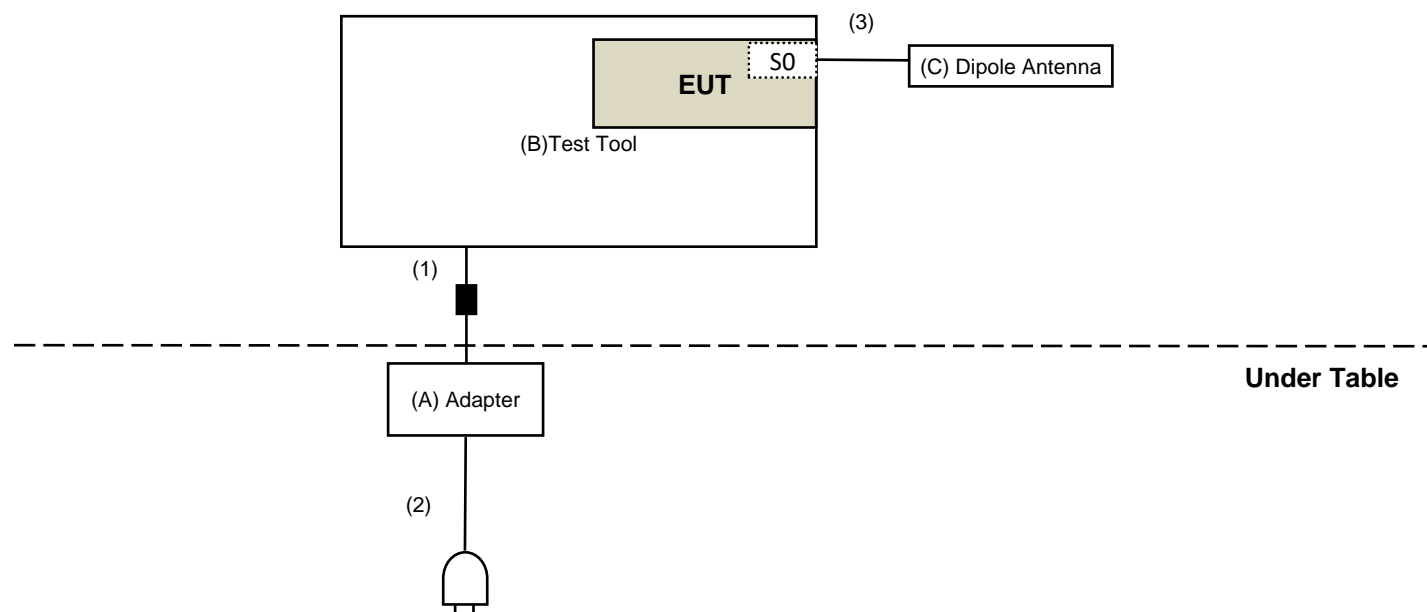 (3)
S0
(C) Dipole Antenna
EUT
(B)Test Tool
(1)
Under Table
(A) Adapter
(2)